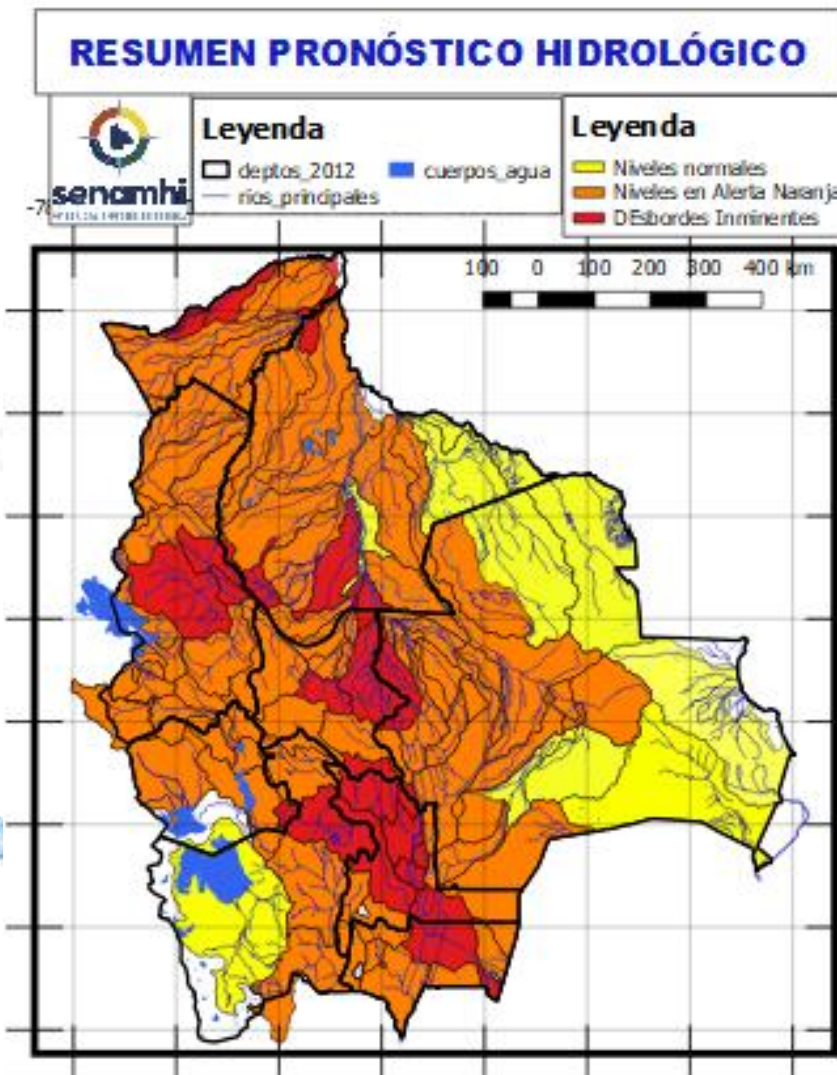 RESUMEN PRONÓSTICO HIDROLÓGICO
senamhi
Leyenda
deptos_2012
cuerpos_agua
rios_principales
Leyenda
Niveles normales
Niveles en Alerta Naranja
DEsbordes Inminentes
100 0 100 200 300 400 km